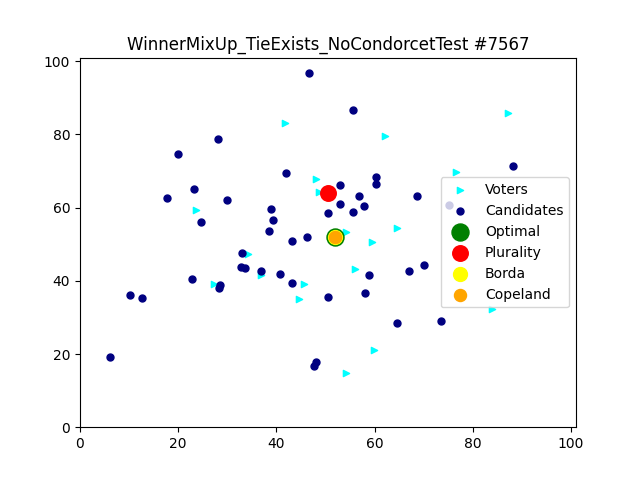 WinnerMixUp_TieExists_NoCondorcetTest #7567
100
80
60
40
20
0
0 20 40 60 80 100
Voters
Candidates
Optimal
Plurality
Borda
Copeland